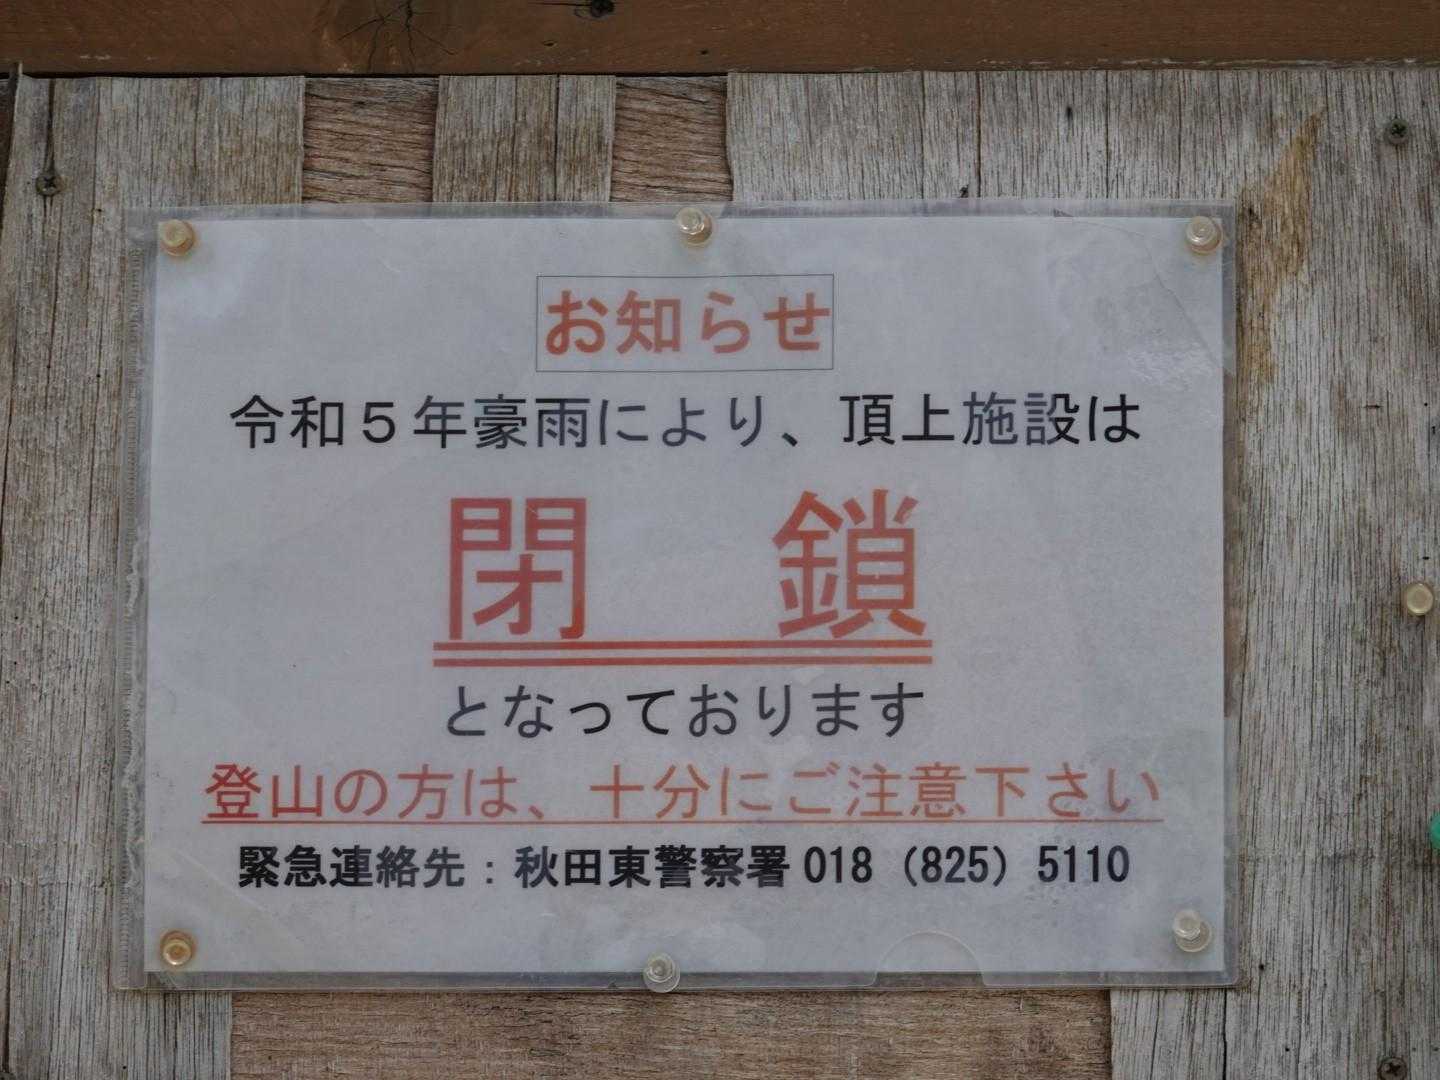 お知らせ
令和５年豪雨により、頂上施設は
閉　鎖
となっております
登山の方は、十分にご注意下さい
緊急連絡先：秋田東警察署 018（825）5110